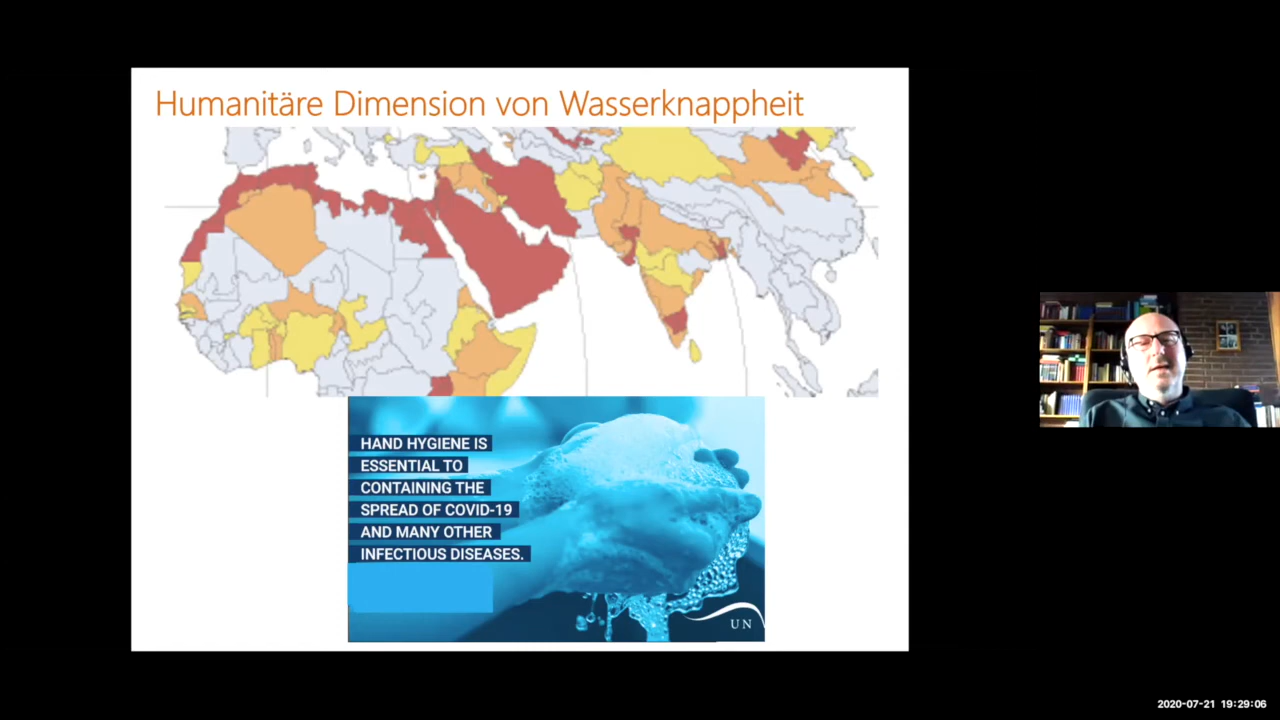 Humanitäre Dimension von Wasserknappheit
HAND HYGIENE IS
ESSENTIAL TO
CONTAINING THE
SPREAD OF COVID-19
AND MANY OTHER
INFECTIOUS DISEASES.
UN
2020-07-21 19:29:06